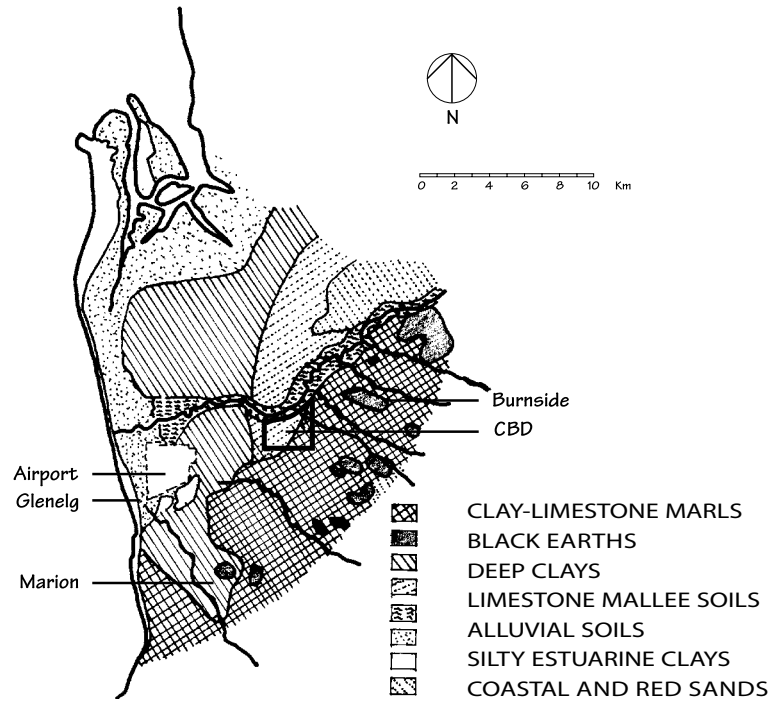 N
0 2 4 6 8 10 Km
Burnside
CBD
Airport
Glenelg
Marion
CLAY-LIMESTONE MARLS
BLACK EARTHS
DEEP CLAYS
LIMESTONE MALLEE SOILS
ALLUVIAL SOILS
SILTY ESTUARINE CLAYS
COASTAL AND RED SANDS